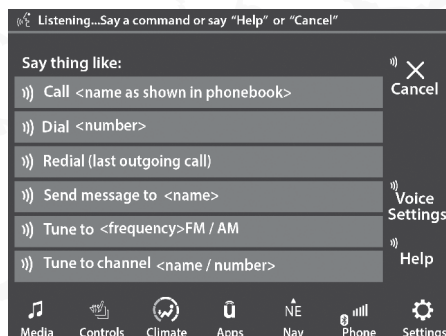 Listening...Say a command or say “Help” or “Cancel”
Say thing like:
Cancel
Call <name as shown in phonebook>
Dial <number>
Redial (last outgoing call)
Send message to <name>
Voice
Settings
Tune to <frequency>FM / AM
Tune to channel <name / number>
Help
Media Controls Climate Apps Nav Phone Settings